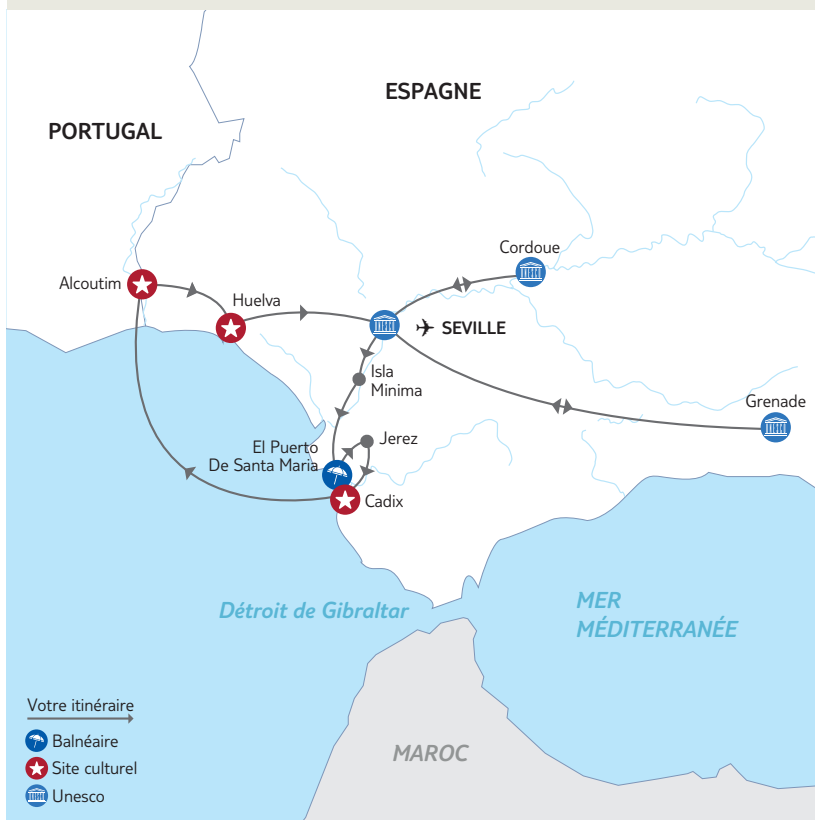 ESPAGNE
PORTUGAL
Cordoue
Alcoutim
Huelva
SEVILLE
Isla
Minima
Grenade
El Puerto
De Santa Maria
Jerez
Cadix
Détroit de Gibraltar
MER
MÉDITERRANÉE
MAROC
Votre itinéraire
Balnéaire
Site culturel
Unesco